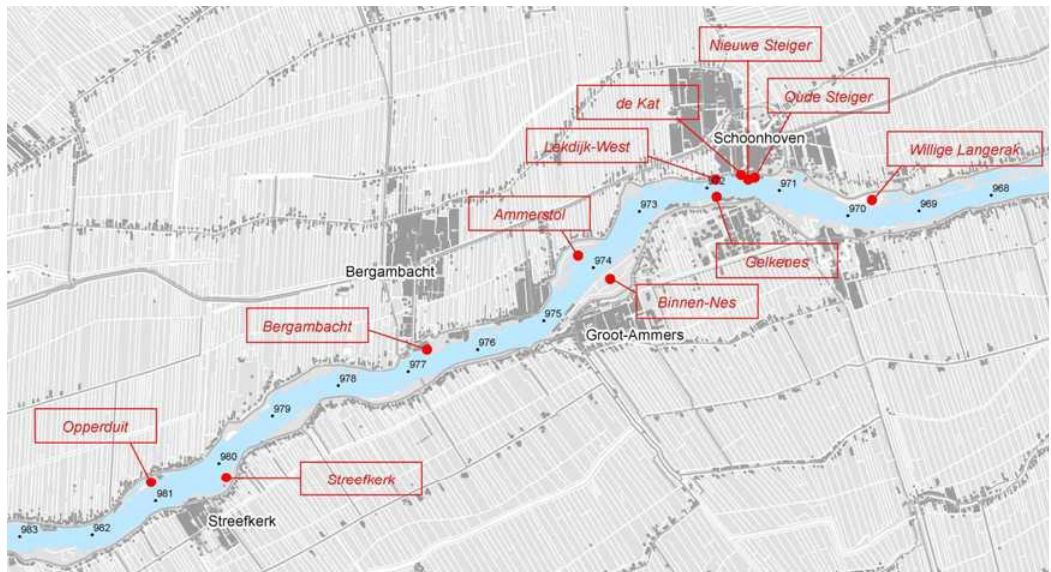 Nieuwe Steiger
de Kat
Oude Steiger
Schoonhoven
Lekdijk-West
Willige Langerak
972
971
968
973
970
969
Ammerstol
974
Gelkenes
Bergambacht
Binnen-Nes
975
Bergambacht
Groot-Ammers
976
977
978
979
Opperduit
980
Streefkerk
981
Streefkerk
983
982